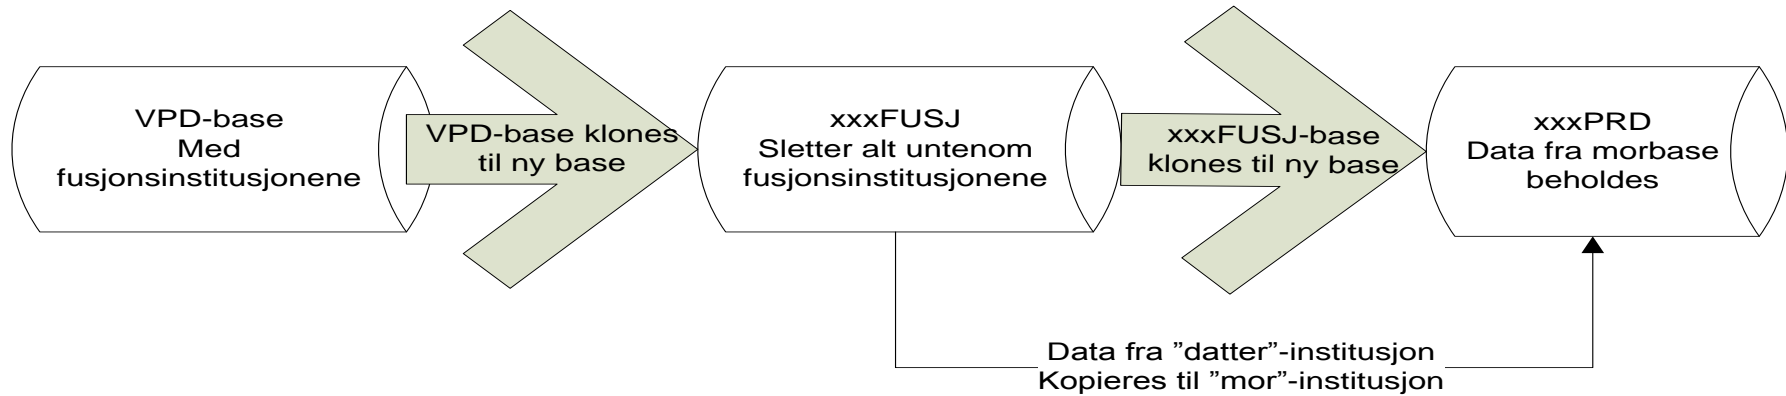 VPD-base
Med
fusjonsinstitusjonene
VPD-base klones
til ny base
xxxFUSJ
Sletter alt untenom
fusjonsinstitusjonene
xxxFUSJ-base
klones til ny base
xxxPRD
Data fra morbase
beholdes
Data fra ”datter”-institusjon
Kopieres til ”mor”-institusjon